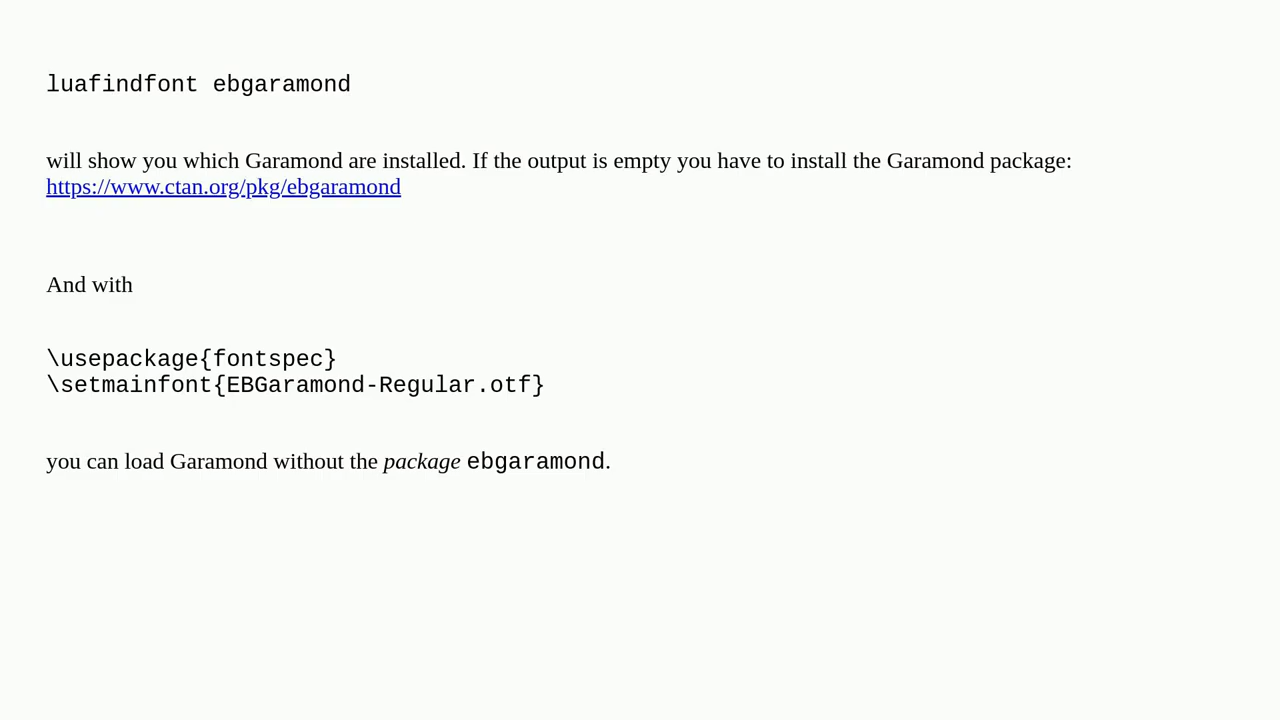 luafindfont ebgaramond
will show you which Garamond are installed. If the output is empty you have to install the Garamond package:
https://www.ctan.org/pkg/ebgaramond
And with
\usepackage{fontspec}
\setmainfont{EBGaramond-Regular.otf}
you can load Garamond without the package ebgaramond.